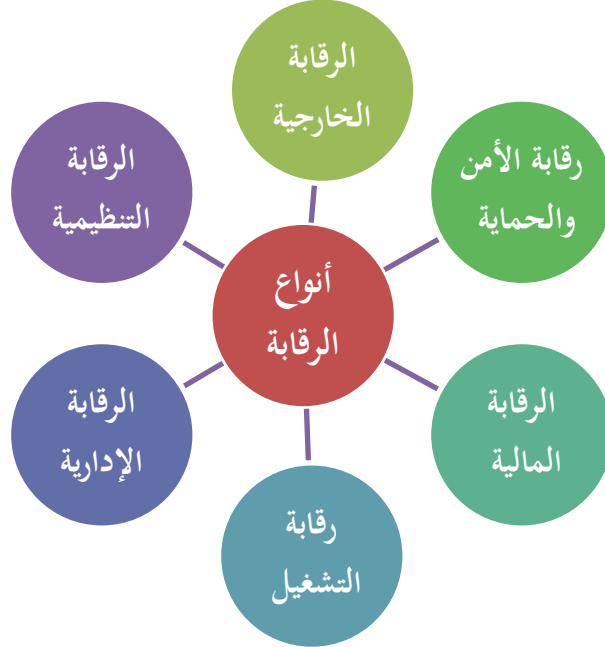 الرقابة
الخارجية
رقابة الأمن
والحماية
الرقابة
التنظيمية
أنواع
الرقابة
الرقابة
المالية
الرقابة
الإدارية
رقابة
التشغيل